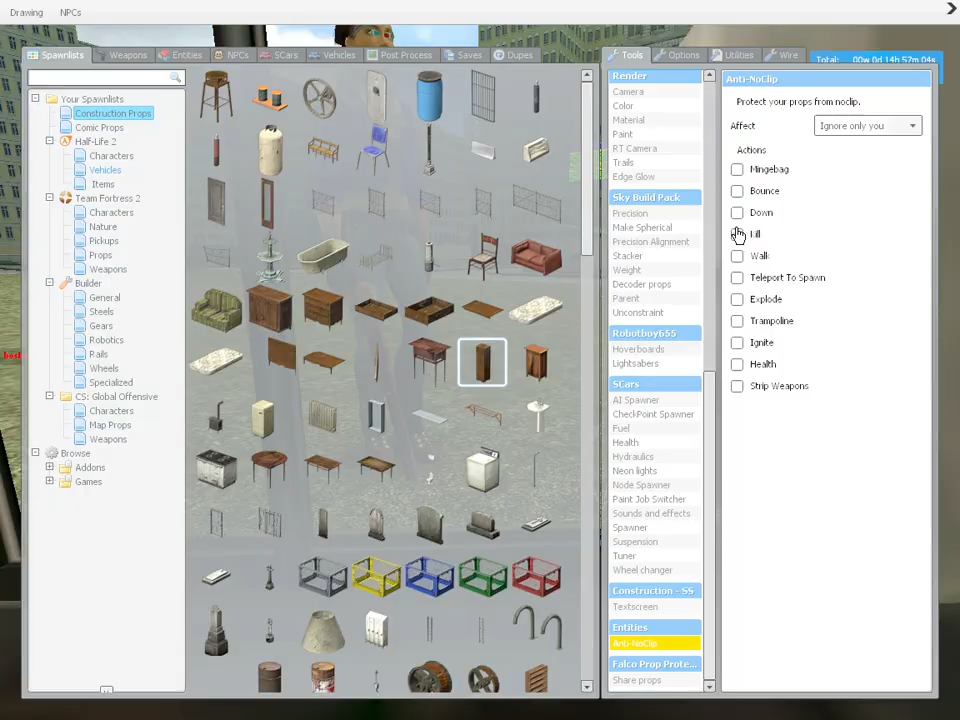 Drawing NPCs
Spawnlists Weapons Entities NPCs SCars Vehicles Post Process Saves Dupes
Your Spawnlists
Construction Props
Comic Props
Half-Life 2
Characters
Vehicles
Items
Team Fortress 2
Characters
Nature
Pickups
Props
Weapons
Builder
General
Steels
Gears
Robotics
Rails
Wheels
Specialized
CS: Global Offensive
Characters
Map Props
Weapons
Browse
Addons
Games
Tools Options Utilities Wire
Total: 00w 0d 14h 57m 04s
Render
Camera
Color
Material
Paint
RT Camera
Trails
Edge Glow
Sky Build Pack
Precision
Make Spherical
Precision Alignment
Stacker
Weight
Decoder props
Parent
Unconstraint
Robotboy655
Hoverboards
Lightsabers
SCars
AI Spawner
CheckPoint Spawner
Fuel
Health
Hydraulics
Neon lights
Node Spawner
Paint Job Switcher
Sounds and effects
Spawner
Suspension
Tuner
Wheel changer
Construction - SS
Textscreen
Entities
Anti-NoClip
Falco Prop Prote...
Share props
Anti-NoClip
Protect your props from noclip.
Affect Ignore only you
Actions
Mingebag
Bounce
Down
Kill
Walk
Teleport To Spawn
Explode
Trampoline
Ignite
Health
Strip Weapons